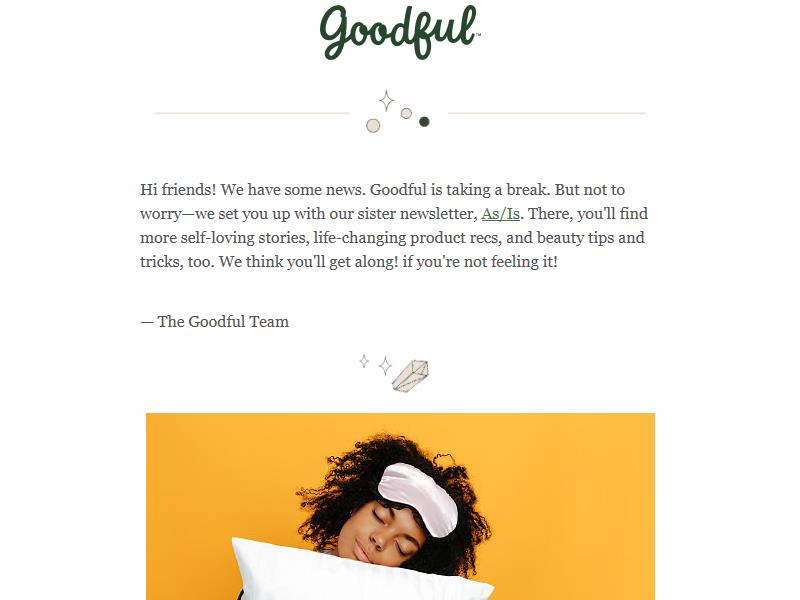 Goodful™
Hi friends! We have some news. Goodful is taking a break. But not to
worry—we set you up with our sister newsletter, As/Is. There, you'll find
more self-loving stories, life-changing product recs, and beauty tips and
tricks, too. We think you'll get along! if you're not feeling it!
— The Goodful Team